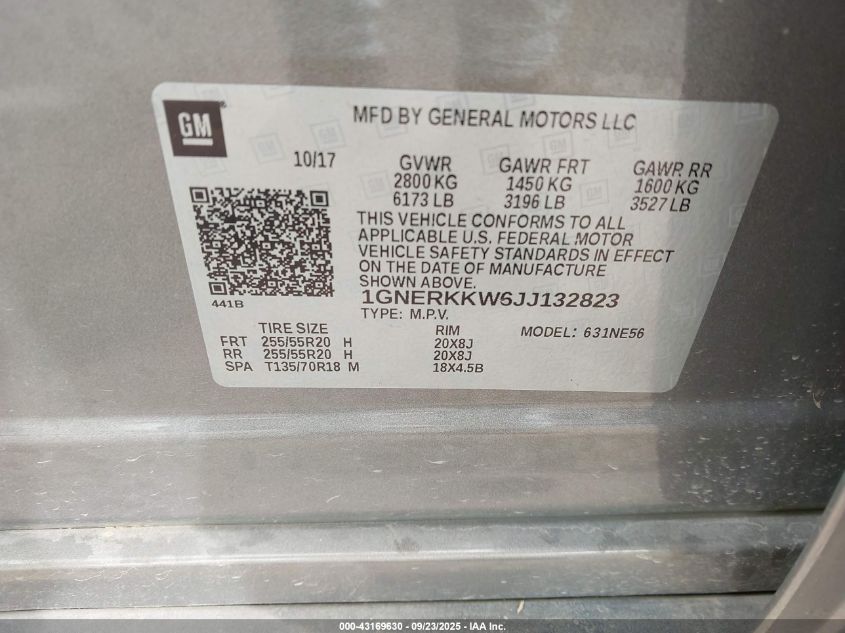 GM
MFD BY GENERAL MOTORS LLC
10/17
GVWR GAWR FRT GAWR RR
2800 KG 1450 KG 1600 KG
6173 LB 3196 LB 3527 LB
THIS VEHICLE CONFORMS TO ALL
APPLICABLE U.S. FEDERAL MOTOR
VEHICLE SAFETY STANDARDS IN EFFECT
ON THE DATE OF MANUFACTURE
SHOWN ABOVE.
441B
1GNERKKW6JJ132823
TYPE: M.P.V.
TIRE SIZE RIM MODEL: 631NE56
FRT 255/55R20 H 20X8J
RR 255/55R20 H 20X8J
SPA T135/70R18 M 18X4.5B
000-43169630 - 09/23/2025 - IAA Inc.